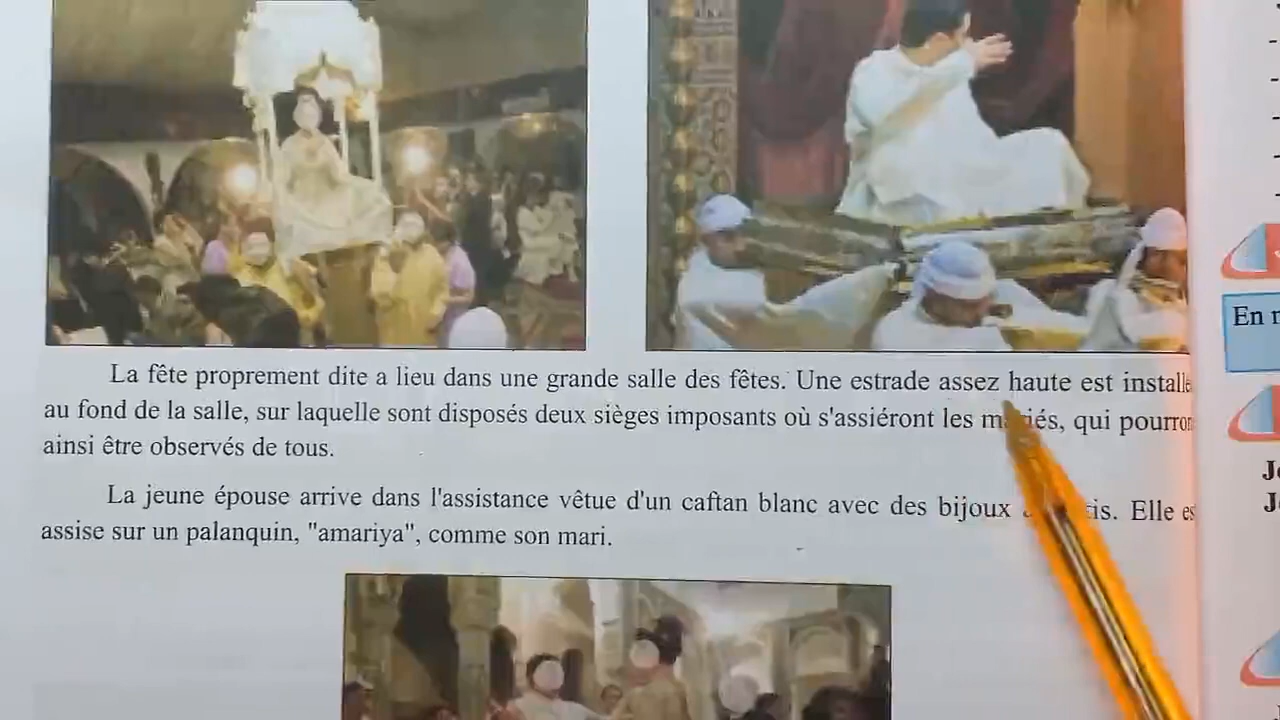 La fête proprement dite a lieu dans une grande salle des fêtes. Une estrade assez haute est
au fond de la salle, sur laquelle sont disposés deux sièges imposants où s'assiéront les mariés, qui
ainsi être observés de tous.
La jeune épouse arrive dans l'assistance vêtue d'un caftan blanc avec des bijoux Elle
assise sur un palanquin, "amariya", comme son mari.
En